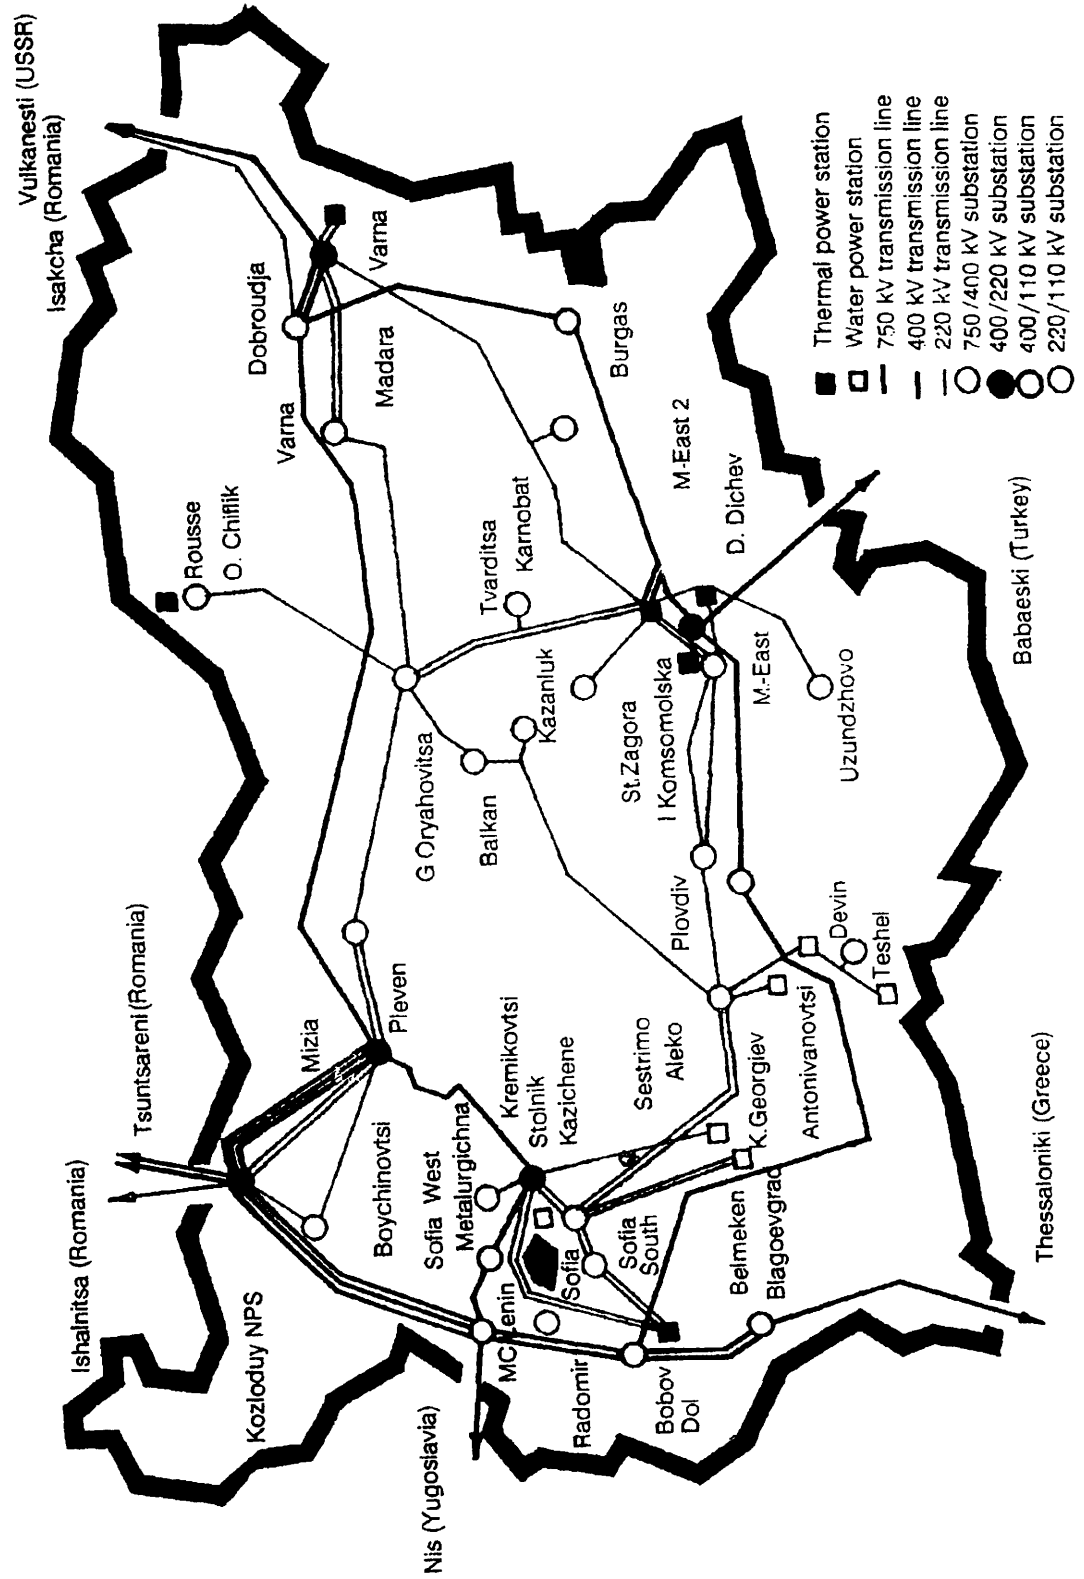 Vulkanesti (USSR)
Isakcha (Romania)
Tsuntsareni (Romania)
Ishalnitsa (Romania)
Kozloduy NPS
Nis (Yugoslavia)
Rousse
O. Chiflik
Dobroudja
Varna
Varna
Madara
Burgas
Mizia
Pleven
Boychinovtsi
G Oryahovitsa
Balkan
Tvarditsa
Karnobat
Kazanluk
M-East 2
D. Dichev
St.Zagora
I Komsomolska
M.-East
Uzundzhovo
Babaeski (Turkey)
Plovdiv
Devin
Teshel
Sofia West
Metalurgichna
Kremikovtsi
Stolnik
Kazichene
Sestrimo
Aleko
K.Georgiev
Antonivanovtsi
MC Lenin
Sofia
Sofia
South
Radomir
Bobov
Dol
Belmeken
Blagoevgrad
Thessaloniki (Greece)
Thermal power station
Water power station
750 kV transmission line
400 kV transmission line
220 kV transmission line
750/400 kV substation
400/220 kV substation
400/110 kV substation
220/110 kV substation